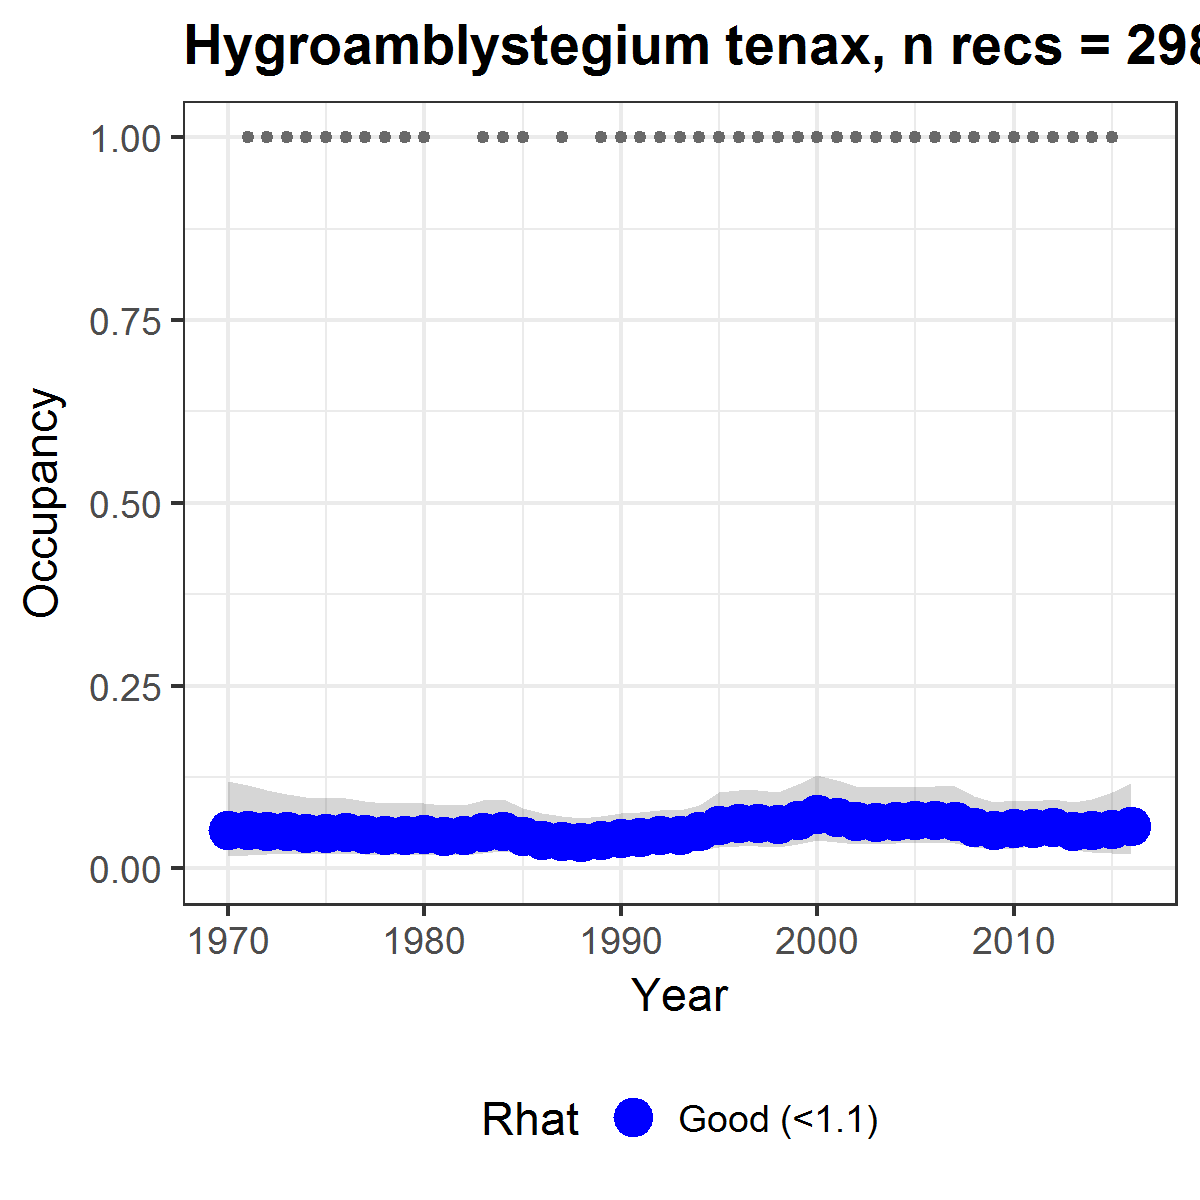 Hygroamblystegium tenax, n recs = 298
1.00
0.75
0.50
0.25
0.00
Occupancy
1970 1980 1990 2000 2010
Year
Rhat Good (<1.1)